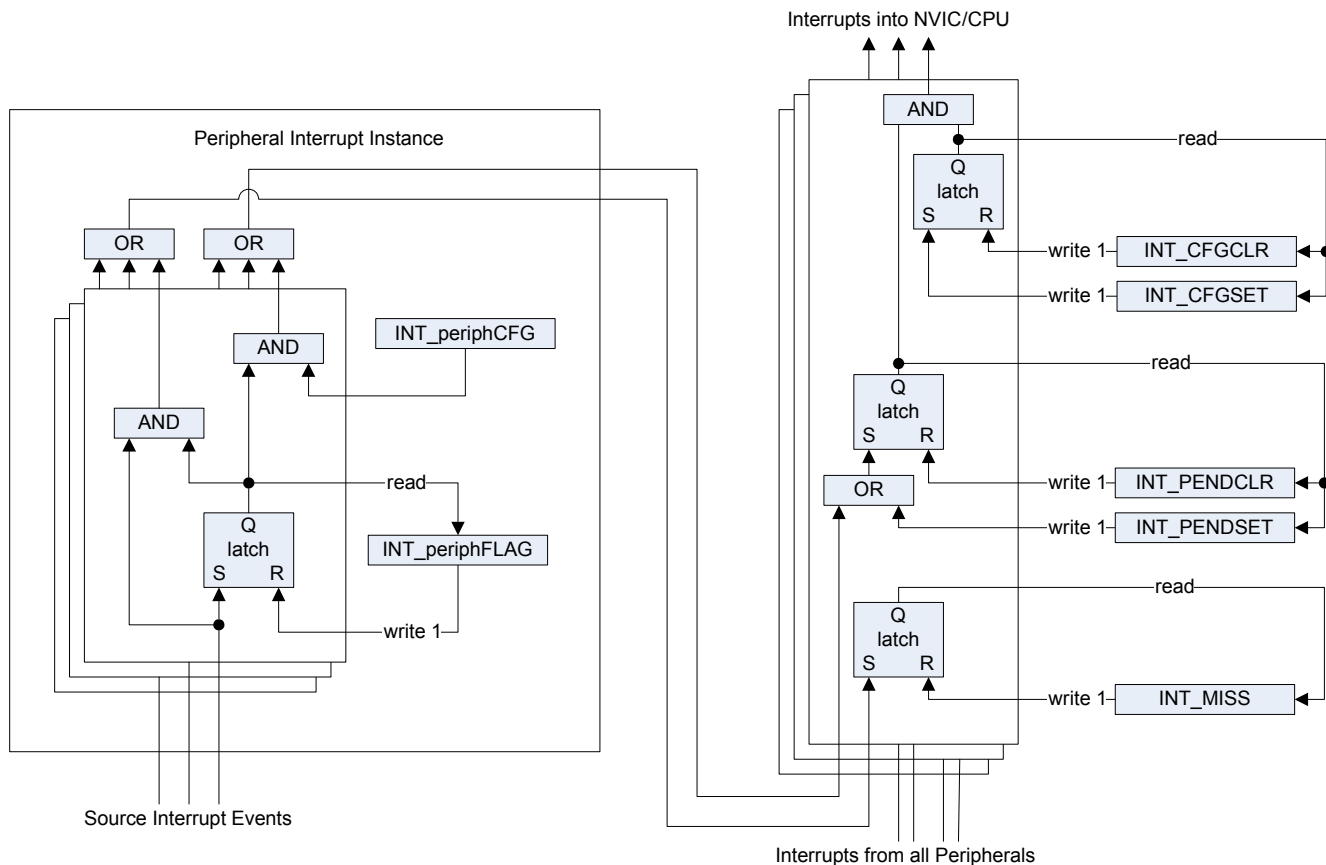 Interrupts into NVIC/CPU
Peripheral Interrupt Instance
OR
OR
AND
INT_periphCFG
AND
read
Q
latch
S R
INT_periphFLAG
write 1
Source Interrupt Events
AND
read
Q
latch
S R
write 1
INT_CFGCLR
write 1
INT_CFGSET
read
Q
latch
S R
OR
write 1
INT_PENDCLR
write 1
INT_PENDSET
read
Q
latch
S R
write 1
INT_MISS
Interrupts from all Peripherals